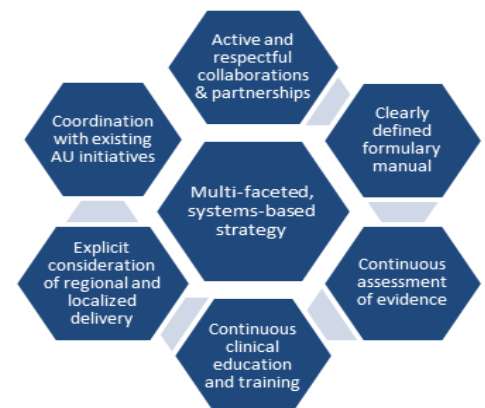 Active and
respectful
collaborations
& partnerships
Clearly
defined
formulary
manual
Continuous
assessment
of evidence
Continuous
clinical
education
and training
Explicit
consideration
of regional and
localized
delivery
Coordination
with existing
AU initiatives
Multi-faceted,
systems-based
strategy